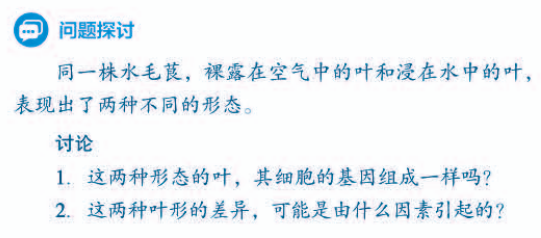 问题探讨
同一株水毛茛，裸露在空气中的叶和浸在水中的叶，
表现出了两种不同的形态。
讨论
1. 这两种形态的叶，其细胞的基因组成一样吗？
2. 这两种叶形的差异，可能是由什么因素引起的？